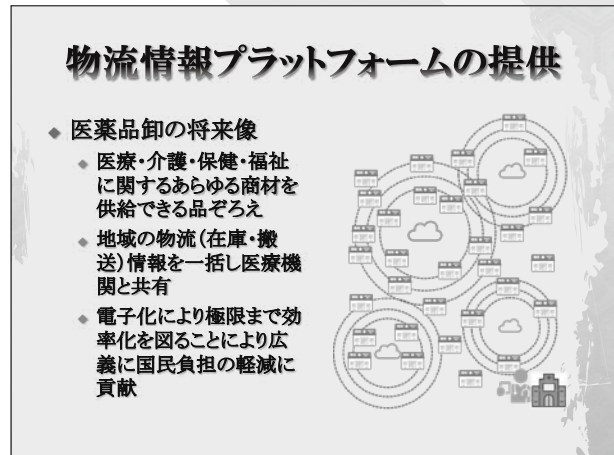 物流情報プラットフォームの提供
医薬品卸の将来像
医療・介護・保健・福祉
に関するあらゆる商材を
供給できる品ぞろえ
地域の物流(在庫・搬
送)情報を一括し医療機
関と共有
電子化により極限まで効
率化を図ることにより広
義に国民負担の軽減に
貢献